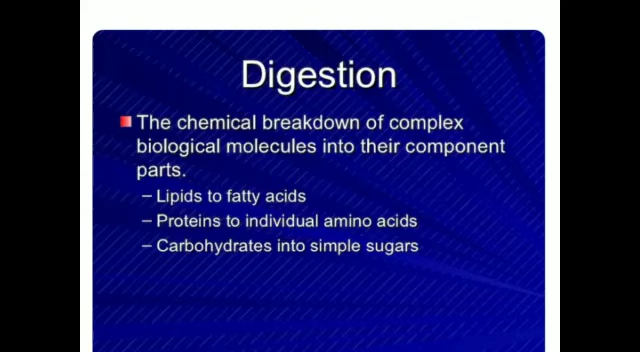 Digestion
The chemical breakdown of complex
biological molecules into their component
parts.
– Lipids to fatty acids
– Proteins to individual amino acids
– Carbohydrates into simple sugars